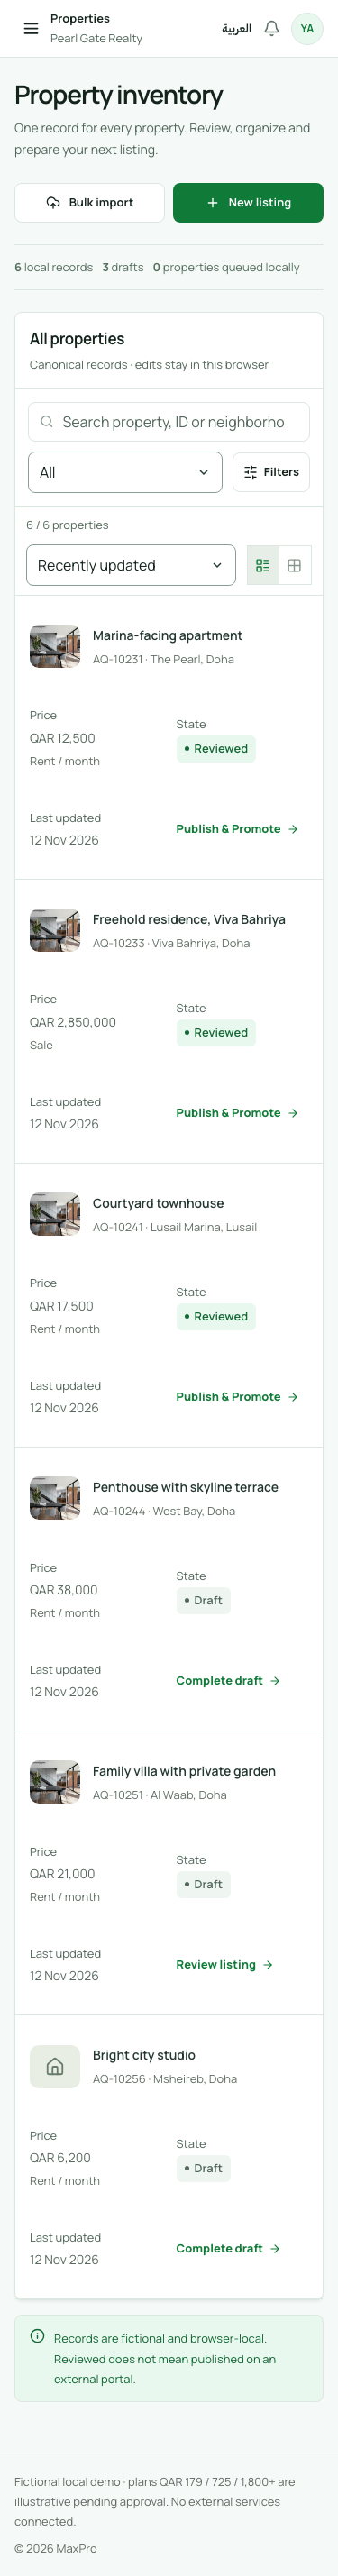 Properties
Pearl Gate Realty
العربية
YA
Property inventory
One record for every property. Review, organize and
prepare your next listing.
Bulk import
New listing
6 local records 3 drafts 0 properties queued locally
All properties
Canonical records · edits stay in this browser
Search property, ID or neighborho
All
Filters
6 / 6 properties
Recently updated
Marina-facing apartment
AQ-10231 · The Pearl, Doha
Price
QAR 12,500
Rent / month
State
Reviewed
Last updated
12 Nov 2026
Publish & Promote
Freehold residence, Viva Bahriya
AQ-10233 · Viva Bahriya, Doha
Price
QAR 2,850,000
Sale
State
Reviewed
Last updated
12 Nov 2026
Publish & Promote
Courtyard townhouse
AQ-10241 · Lusail Marina, Lusail
Price
QAR 17,500
Rent / month
State
Reviewed
Last updated
12 Nov 2026
Publish & Promote
Penthouse with skyline terrace
AQ-10244 · West Bay, Doha
Price
QAR 38,000
Rent / month
State
Draft
Last updated
12 Nov 2026
Complete draft
Family villa with private garden
AQ-10251 · Al Waab, Doha
Price
QAR 21,000
Rent / month
State
Draft
Last updated
12 Nov 2026
Review listing
Bright city studio
AQ-10256 · Msheireb, Doha
Price
QAR 6,200
Rent / month
State
Draft
Last updated
12 Nov 2026
Complete draft
Records are fictional and browser-local.
Reviewed does not mean published on an
external portal.
Fictional local demo · plans QAR 179 / 725 / 1,800+ are
illustrative pending approval. No external services
connected.
© 2026 MaxPro